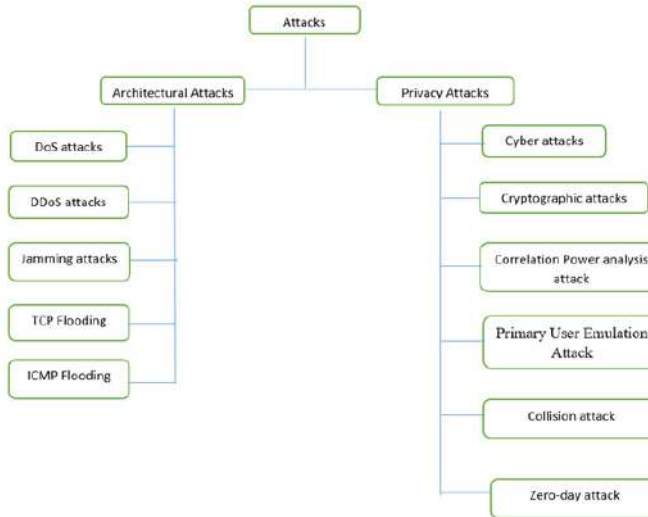 Attacks
Architectural Attacks
Privacy Attacks
DoS attacks
DDoS attacks
Jamming attacks
TCP Flooding
ICMP Flooding
Cyber attacks
Cryptographic attacks
Correlation Power analysis
attack
Primary User Emulation
Attack
Collision attack
Zero-day attack